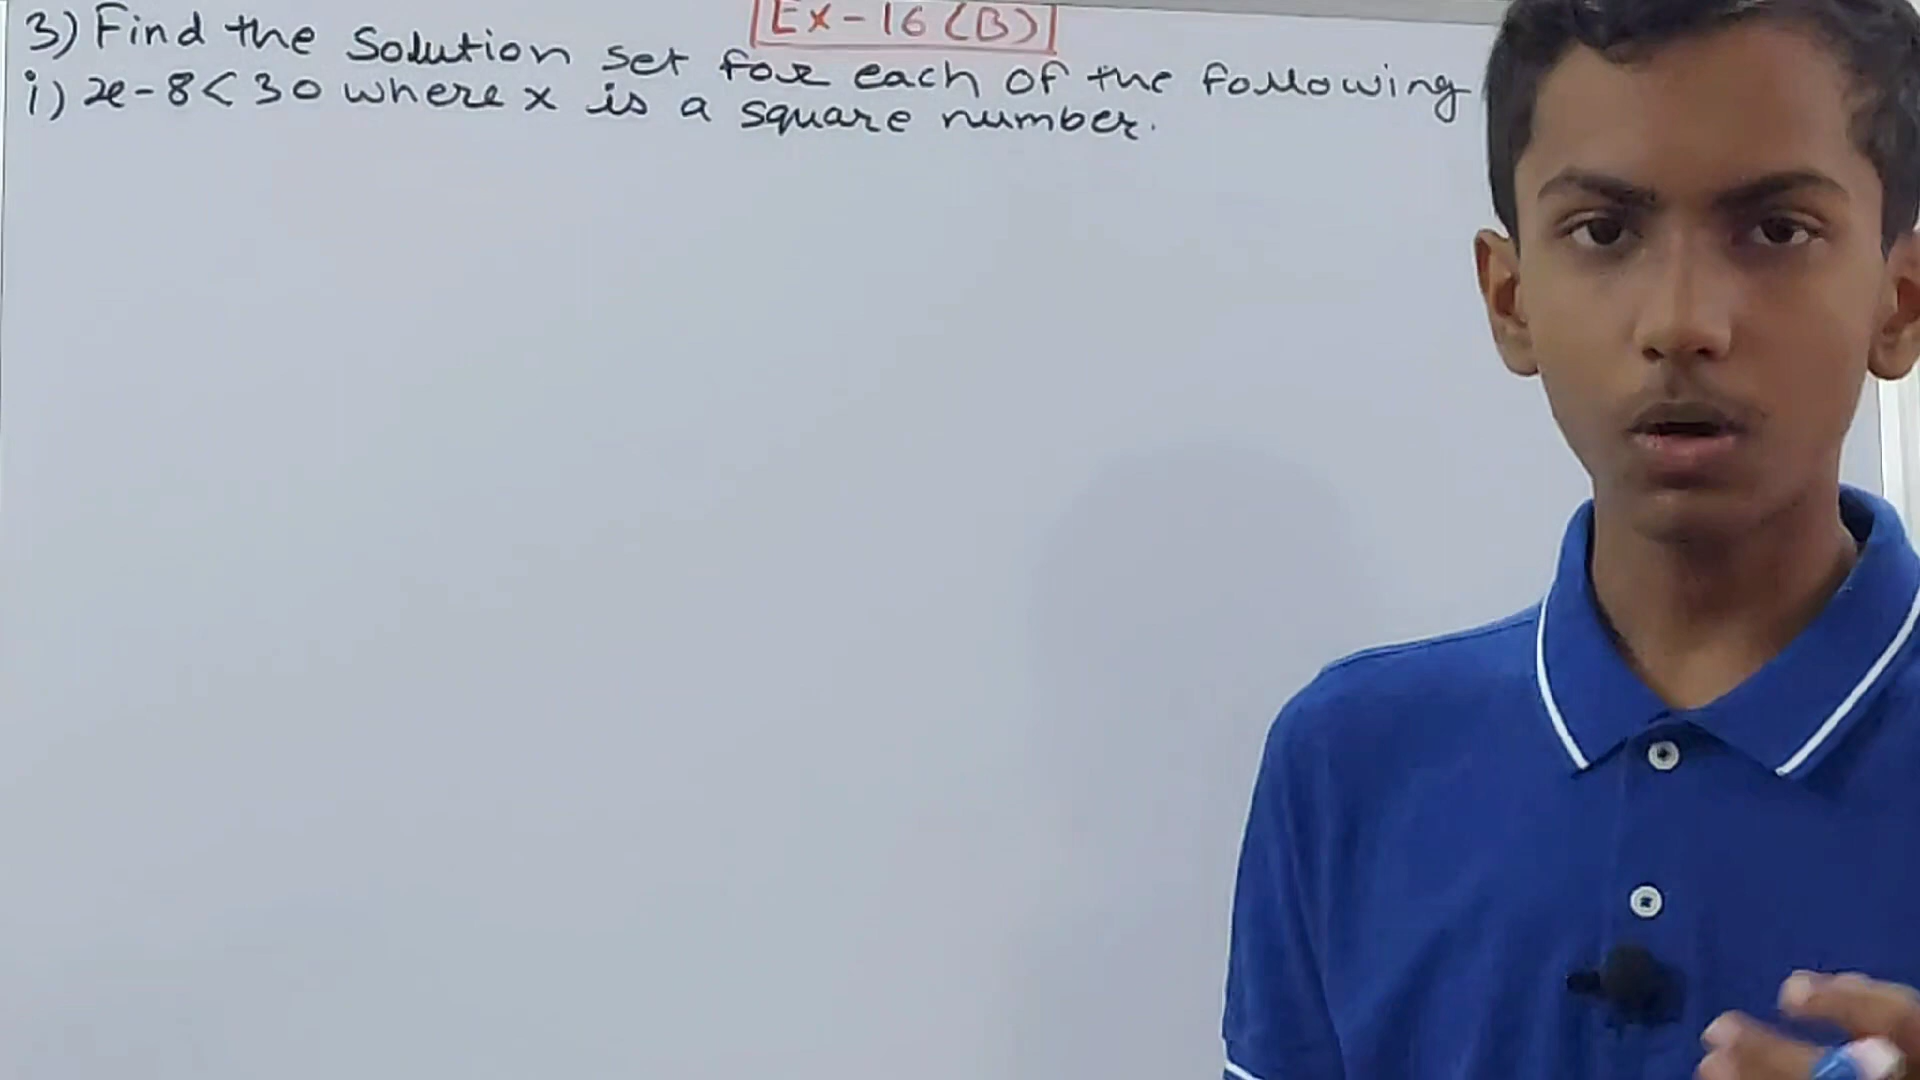 Ex-16(B)
3) Find the Solution set for each of the following
i) x-8<30 where x is a square number.